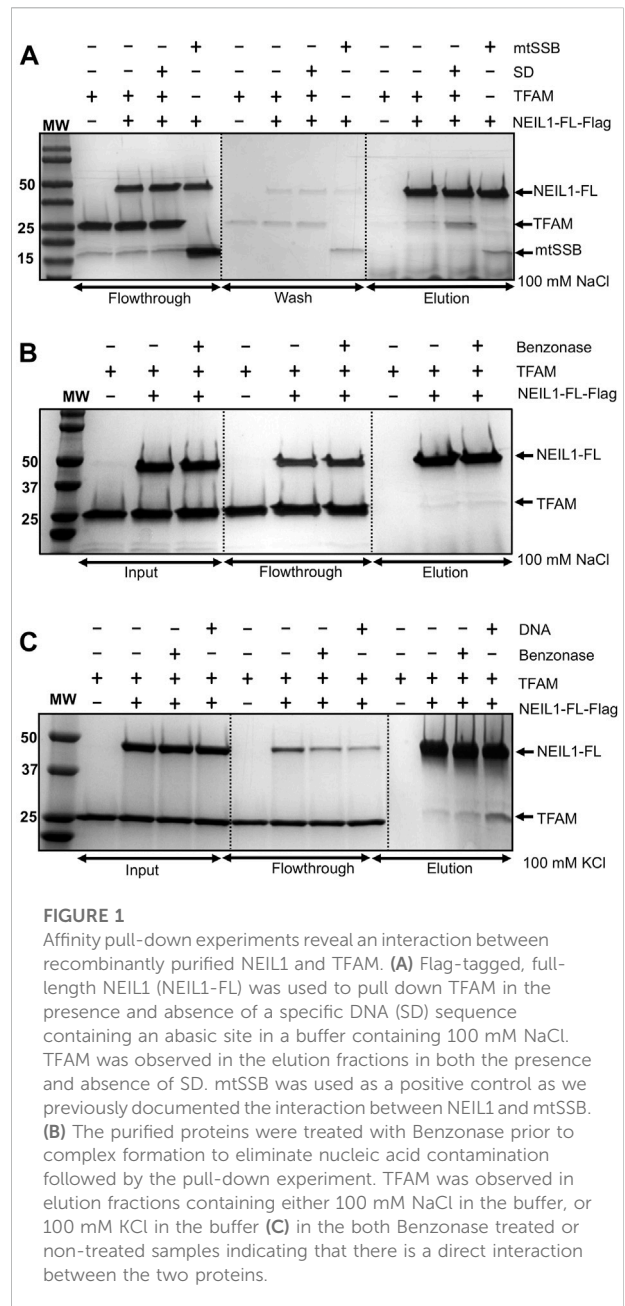 A
– – – + – – – + – – – + mtSSB
– – + – – – + – – – + – SD
+ + + – + + + – + + + – TFAM
MW – + + + – + + + – + + + NEIL1-FL-Flag
50 NEIL1-FL
25 TFAM
15 mtSSB
Flowthrough Wash Elution 100 mM NaCl
B
– – + – – + – – + Benzonase
+ + + + + + + + + TFAM
MW – + + – + + – + + NEIL1-FL-Flag
50 NEIL1-FL
37 TFAM
25
Input Flowthrough Elution 100 mM NaCl
C
– – – + – – – + – – – + DNA
– – + – – – + – – – + – Benzonase
+ + + + + + + + + + + + TFAM
MW – + + + – + + + – + + + NEIL1-FL-Flag
50 NEIL1-FL
37
25 TFAM
Input Flowthrough Elution 100 mM KCl
FIGURE 1
Affinity pull-down experiments reveal an interaction between
recombinantly purified NEIL1 and TFAM. (A) Flag-tagged, full-
length NEIL1 (NEIL1-FL) was used to pull down TFAM in the
presence and absence of a specific DNA (SD) sequence
containing an abasic site in a buffer containing 100 mM NaCl.
TFAM was observed in the elution fractions in both the presence
and absence of SD. mtSSB was used as a positive control as we
previously documented the interaction between NEIL1 and mtSSB.
(B) The purified proteins were treated with Benzonase prior to
complex formation to eliminate nucleic acid contamination
followed by the pull-down experiment. TFAM was observed in
elution fractions containing either 100 mM NaCl in the buffer, or
100 mM KCl in the buffer (C) in the both Benzonase treated or
non-treated samples indicating that there is a direct interaction
between the two proteins.